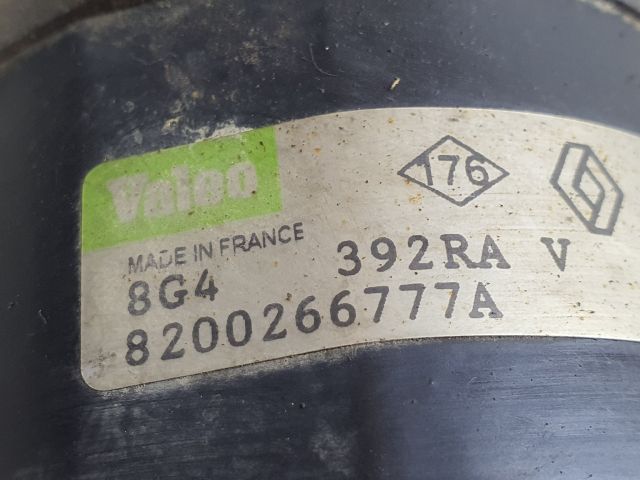 Valeo
176
MADE IN FRANCE
8G4 392RA V
8200266777A